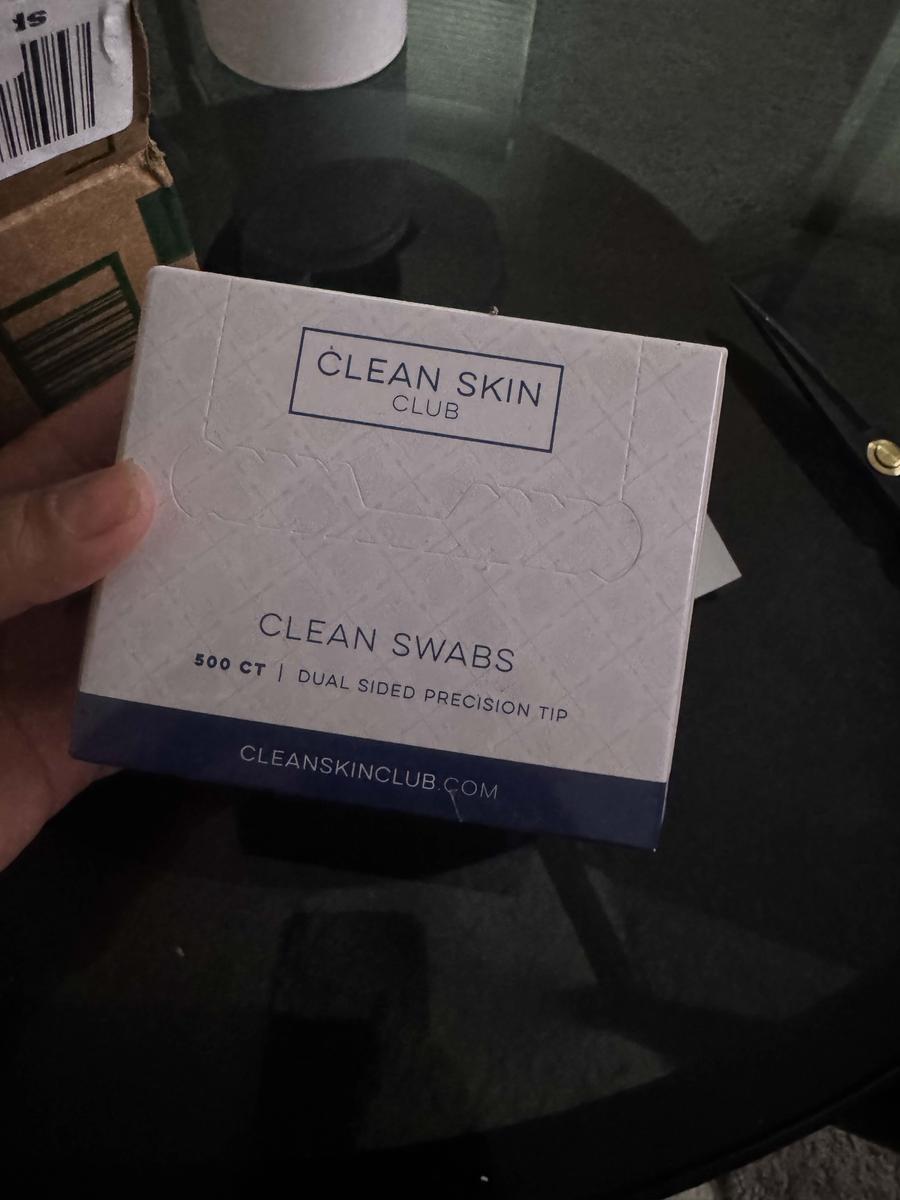 CLEAN SKIN
CLUB
CLEAN SWABS
500 CT | DUAL SIDED PRECISION TIP
CLEANSKINCLUB.COM